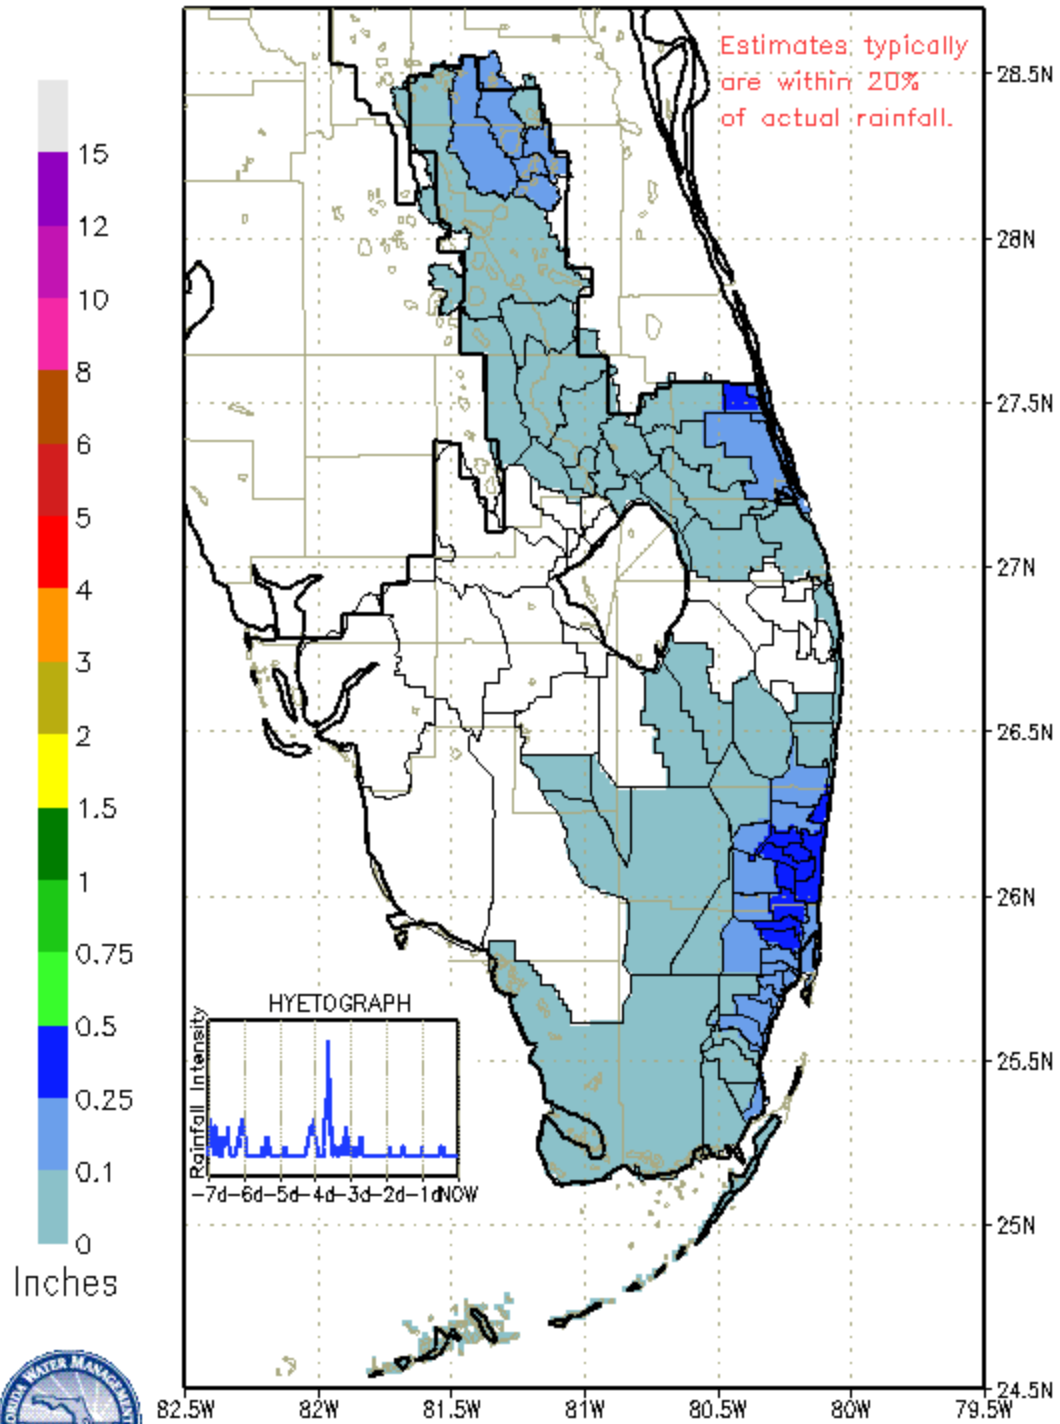 Estimates typically
are within 20%
of actual rainfall.
15
12
10
8
6
5
4
3
2
1.5
1
0.75
0.5
0.25
0.1
0
Inches
28.5N
28N
27.5N
27N
26.5N
26N
25.5N
25N
24.5N
HYETOGRAPH
Rainfall Intensity
-7d-6d-5d-4d-3d-2d-1dNOW
82.5W 82W 81.5W 81W 80.5W 80W 79.5W
WATER